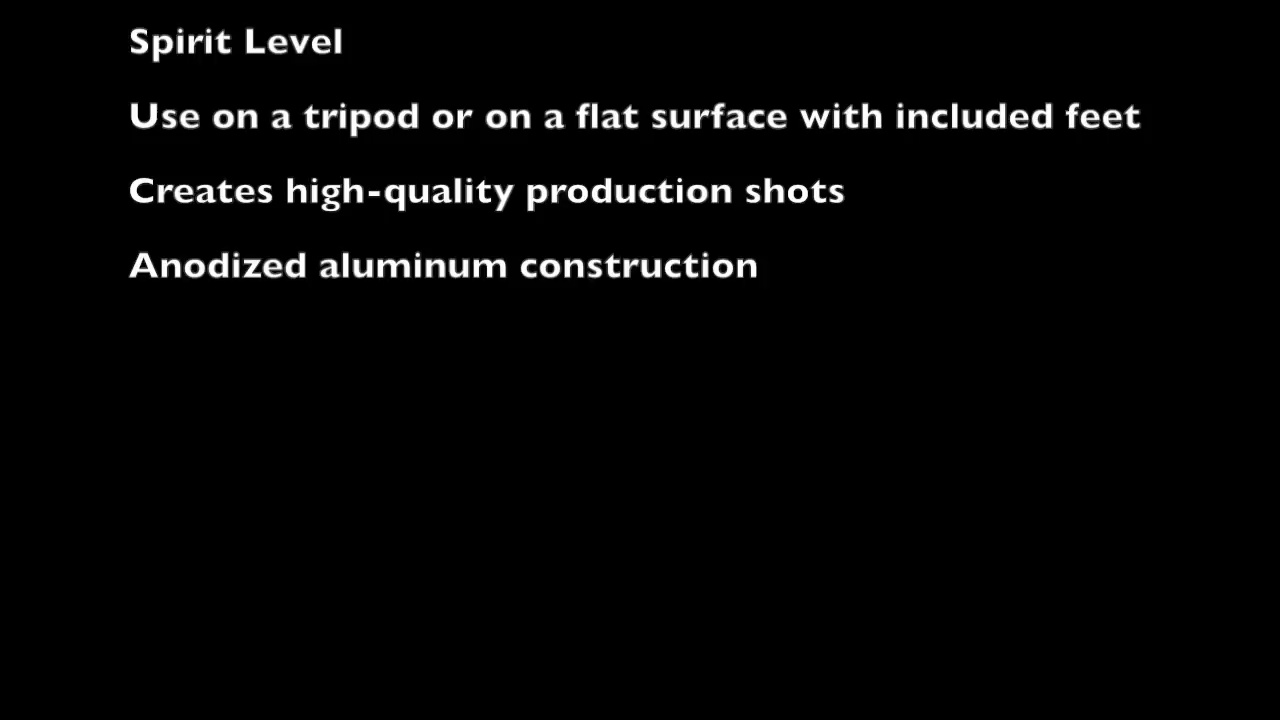 Spirit Level
Use on a tripod or on a flat surface with included feet
Creates high-quality production shots
Anodized aluminum construction